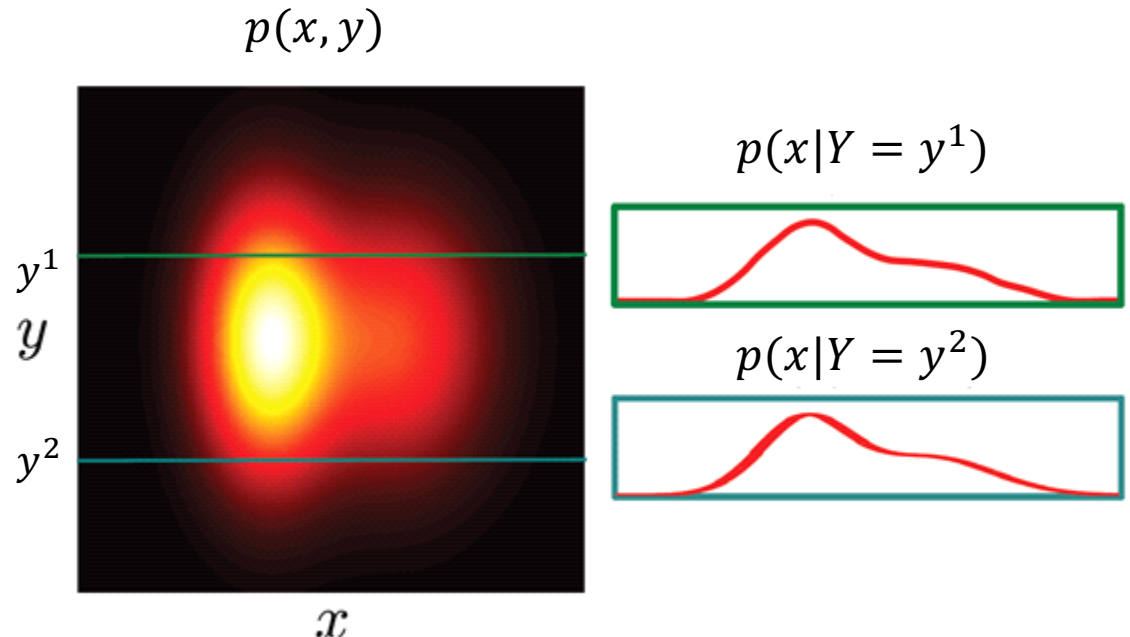 p(x, y)
p(x|Y = y¹)
y¹
y
p(x|Y = y²)
y²
x